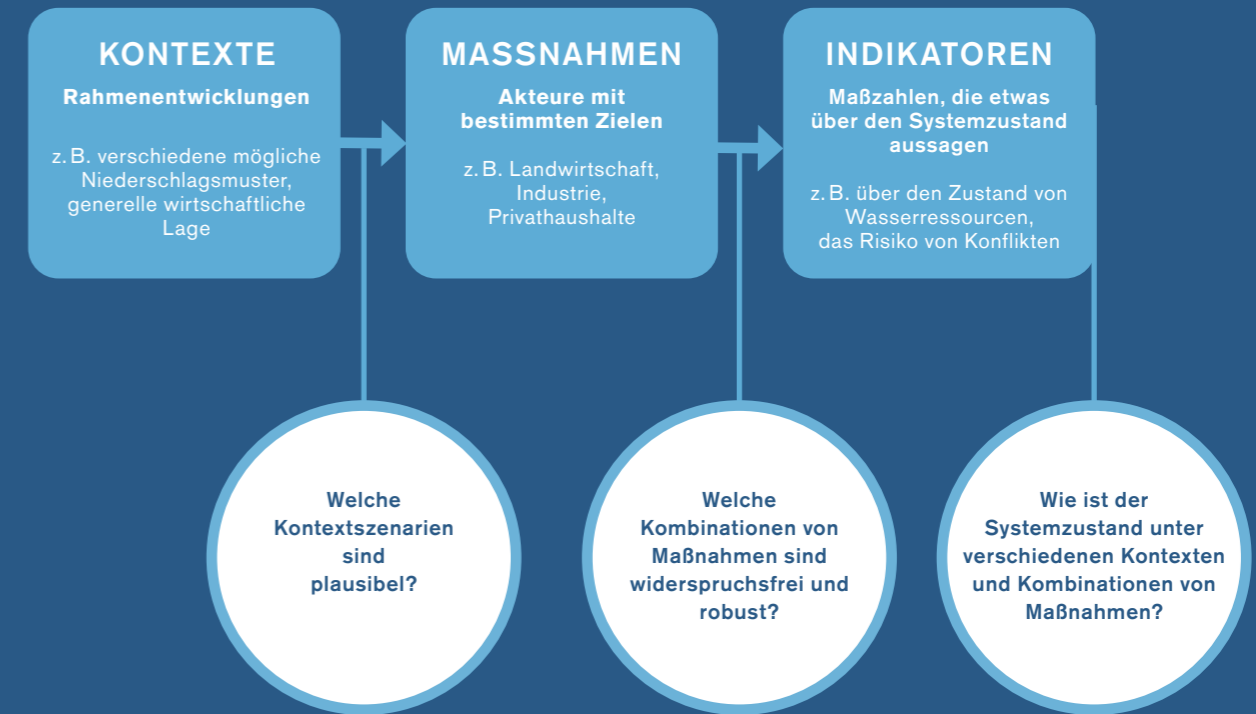 KONTEXTE
Rahmenentwicklungen
z. B. verschiedene mögliche
Niederschlagsmuster,
generelle wirtschaftliche
Lage
MASSNAHMEN
Akteure mit
bestimmten Zielen
z. B. Landwirtschaft,
Industrie,
Privathaushalte
INDIKATOREN
Maßzahlen, die etwas
über den Systemzustand
aussagen
z. B. über den Zustand von
Wasserressourcen,
das Risiko von Konflikten
Welche
Kontextszenarien
sind
plausibel?
Welche
Kombinationen von
Maßnahmen sind
widerspruchsfrei und
robust?
Wie ist der
Systemzustand unter
verschiedenen Kontexten
und Kombinationen von
Maßnahmen?